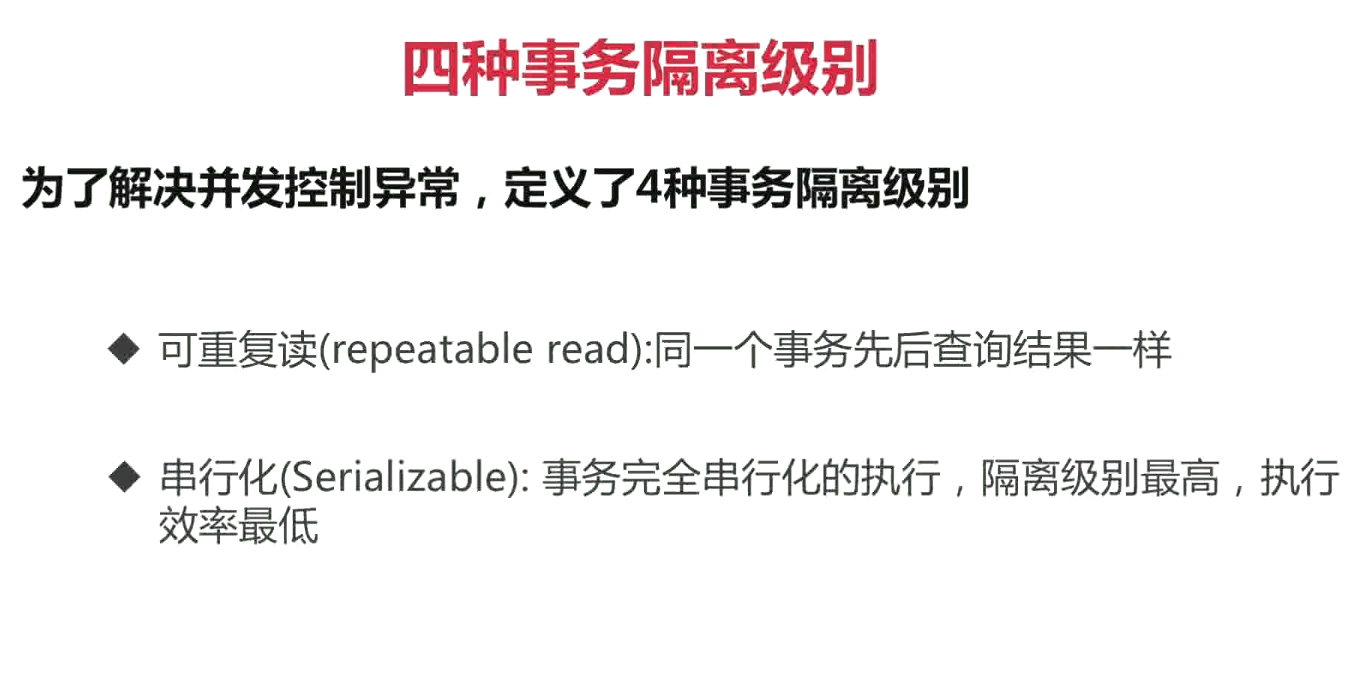 四种事务隔离级别
为了解决并发控制异常，定义了4种事务隔离级别
◆ 可重复读(repeatable read):同一个事务先后查询结果一样
◆ 串行化(Serializable): 事务完全串行化的执行，隔离级别最高，执行
效率最低